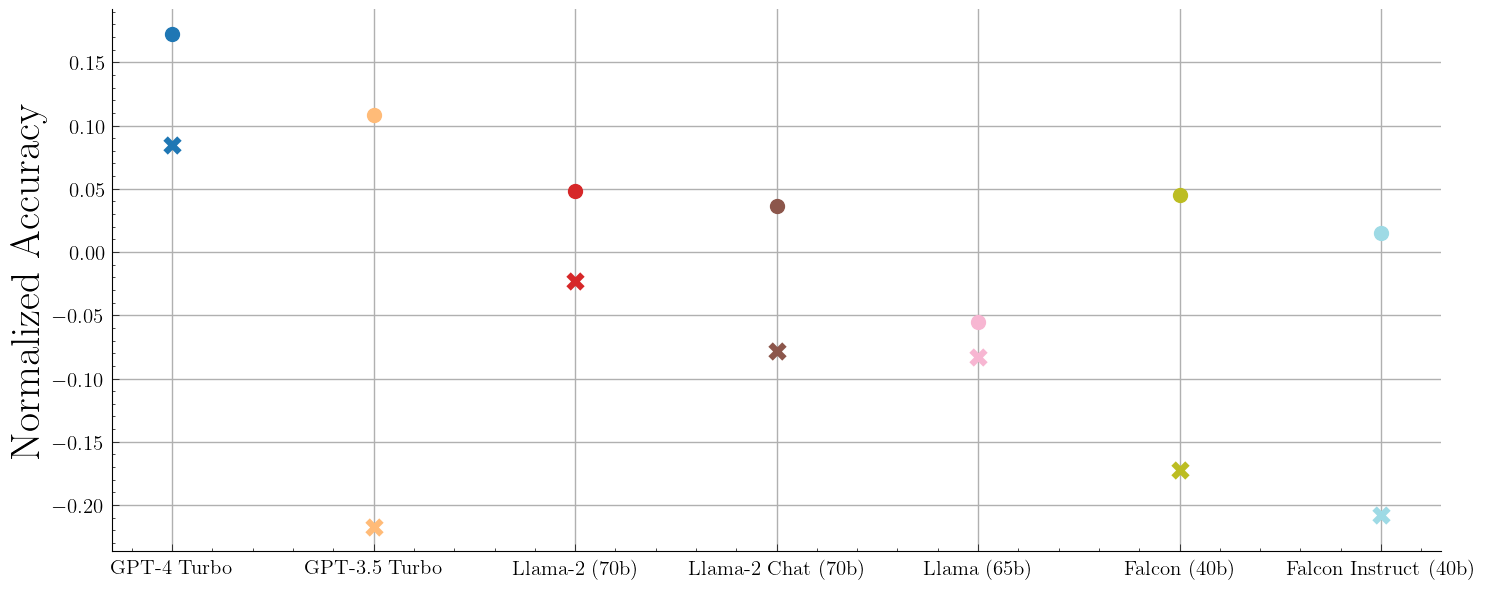 Normalized Accuracy
0.15
0.10
0.05
0.00
−0.05
−0.10
−0.15
−0.20
GPT-4 Turbo
GPT-3.5 Turbo
Llama-2 (70b)
Llama-2 Chat (70b)
Llama (65b)
Falcon (40b)
Falcon Instruct (40b)